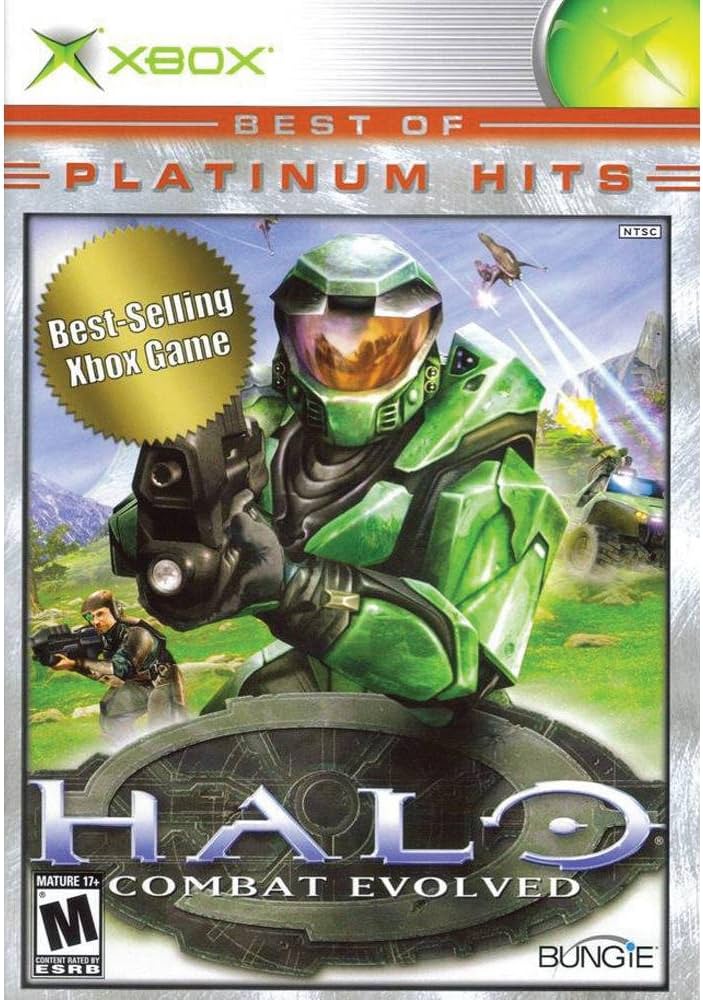 XBOX
BEST OF
PLATINUM HITS
NTSC
Best-Selling
Xbox Game
HALO
®
COMBAT EVOLVED
MATURE 17+
M
®
CONTENT RATED BY
ESRB
BUNGiE